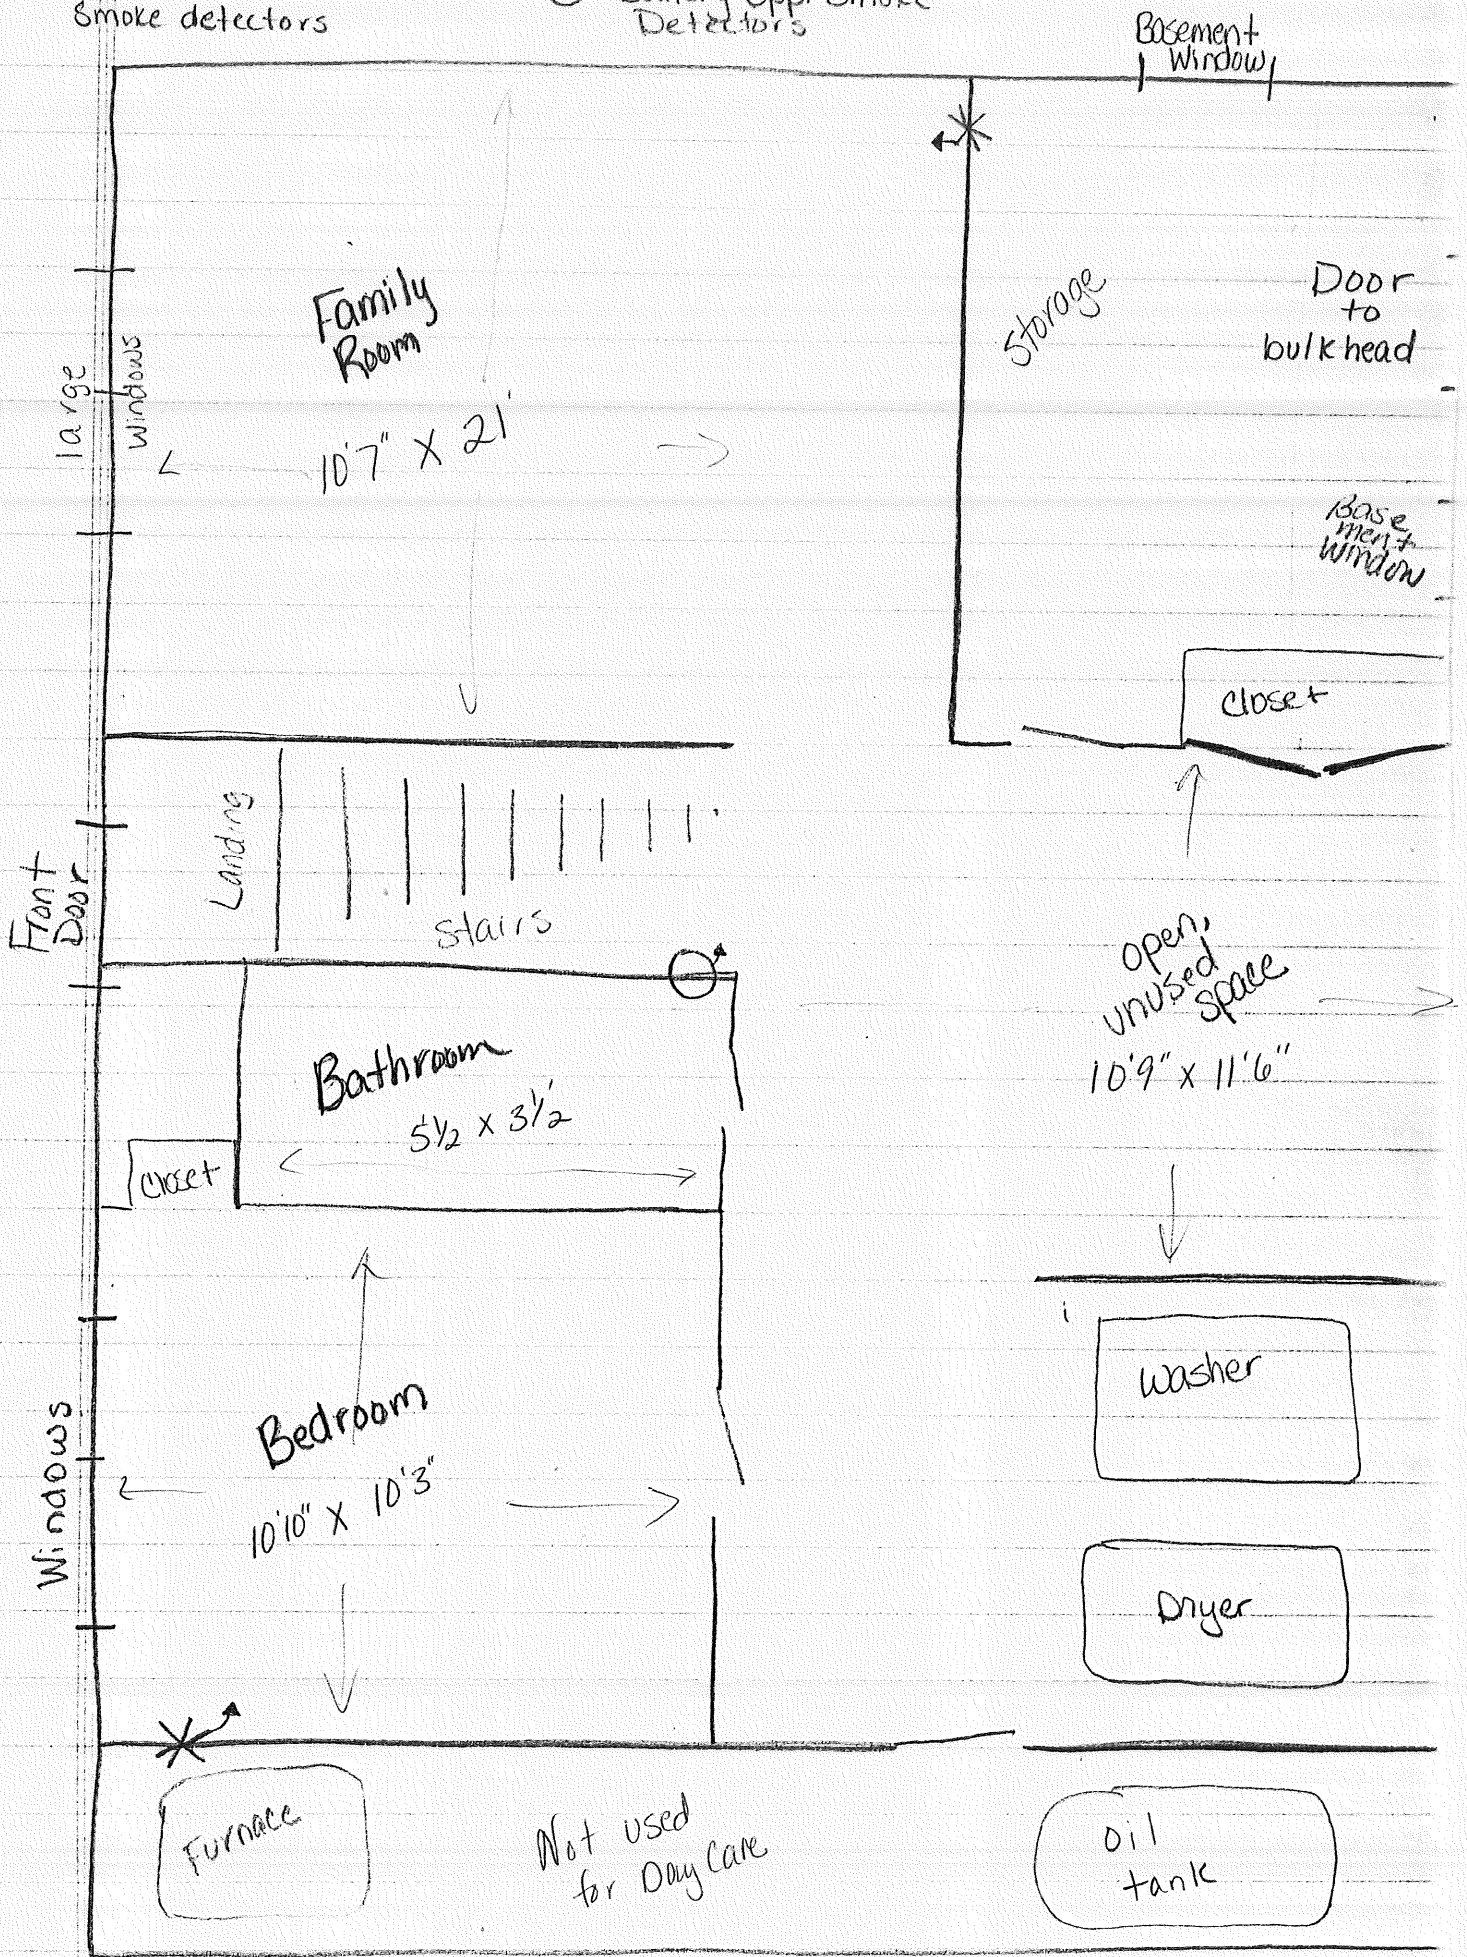 Smoke detectors
Detectors
Basement
Window
Family
Room
10'7" X 21'
large
windows
Storage
Door
to
bulkhead
Base
ment
Window
Closet
Landing
Stairs
Front
Door
open,
unused
space
10'9" x 11'6"
Bathroom
5'½ x 3½'
Closet
Washer
Bedroom
10'10" X 10'3"
Windows
Dryer
Furnace
Not used
for Day Care
Oil
tank